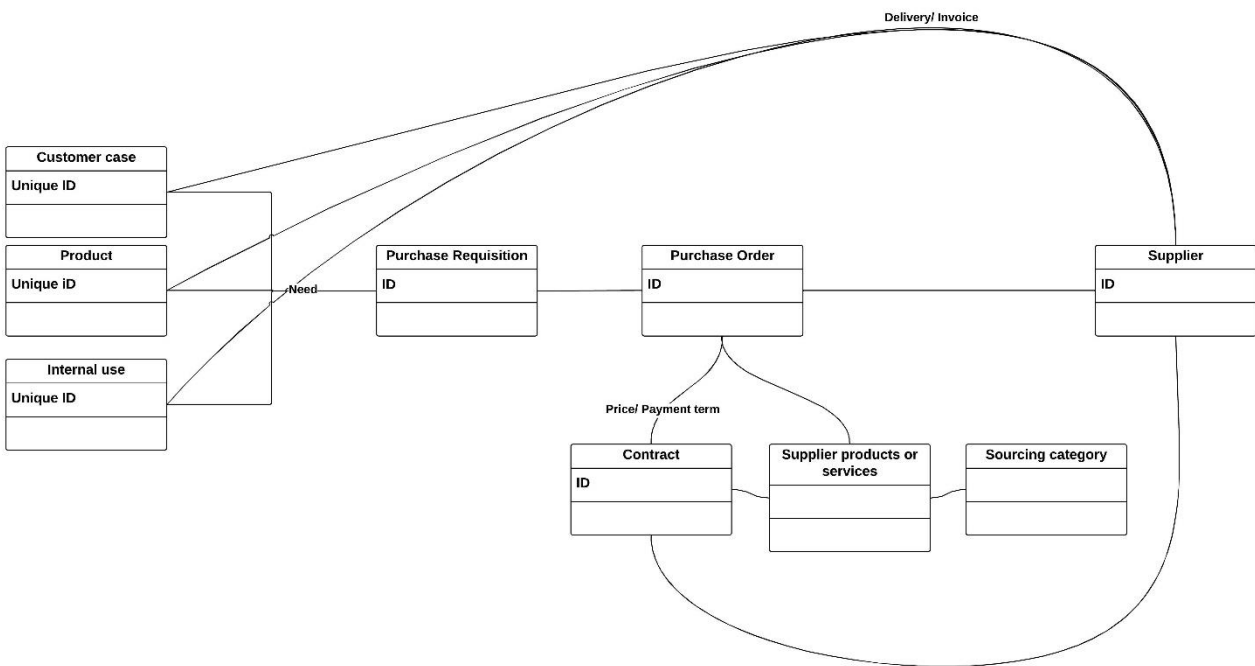 Delivery/ Invoice
Customer case
Unique ID
Product
Unique iD
Internal use
Unique ID
Need
Purchase Requisition
ID
Purchase Order
ID
Supplier
ID
Price/ Payment term
Contract
ID
Supplier products or
services
Sourcing category